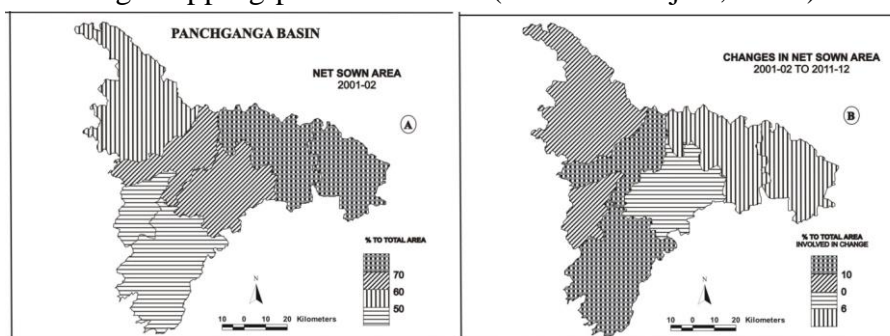 PANCHGANGA BASIN
NET SOWN AREA
2001-02
A
% TO TOTAL AREA
70
60
50
N
10 0 10 20 Kilometers
CHANGES IN NET SOWN AREA
2001-02 TO 2011-12
B
% TO TOTAL AREA
INVOLVED IN CHANGE
10
0
6
N
10 0 10 20 Kilometers